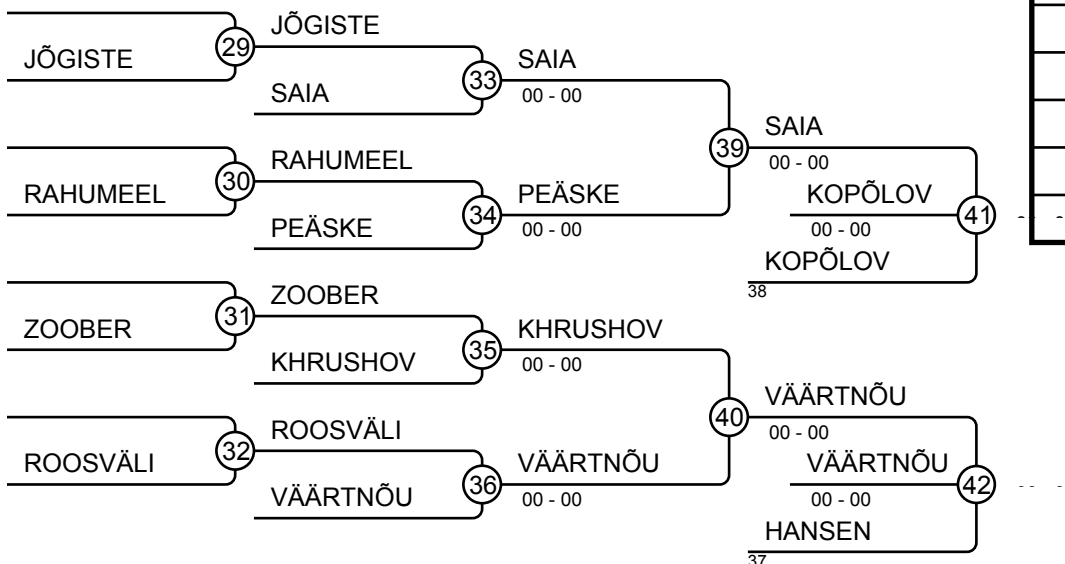 JÕGISTE
29
JÕGISTE
SAIA
33
SAIA
00 - 00
RAHUMEEL
30
RAHUMEEL
PEÄSKE
34
PEÄSKE
00 - 00
39
SAIA
00 - 00
KOPÕLOV
00 - 00
41
KOPÕLOV
38
ZOOBER
31
ZOOBER
KHRUSHOV
35
KHRUSHOV
00 - 00
ROOSVÄLI
32
ROOSVÄLI
VÄÄRTNÕU
36
VÄÄRTNÕU
00 - 00
40
VÄÄRTNÕU
00 - 00
VÄÄRTNÕU
00 - 00
42
HANSEN
37